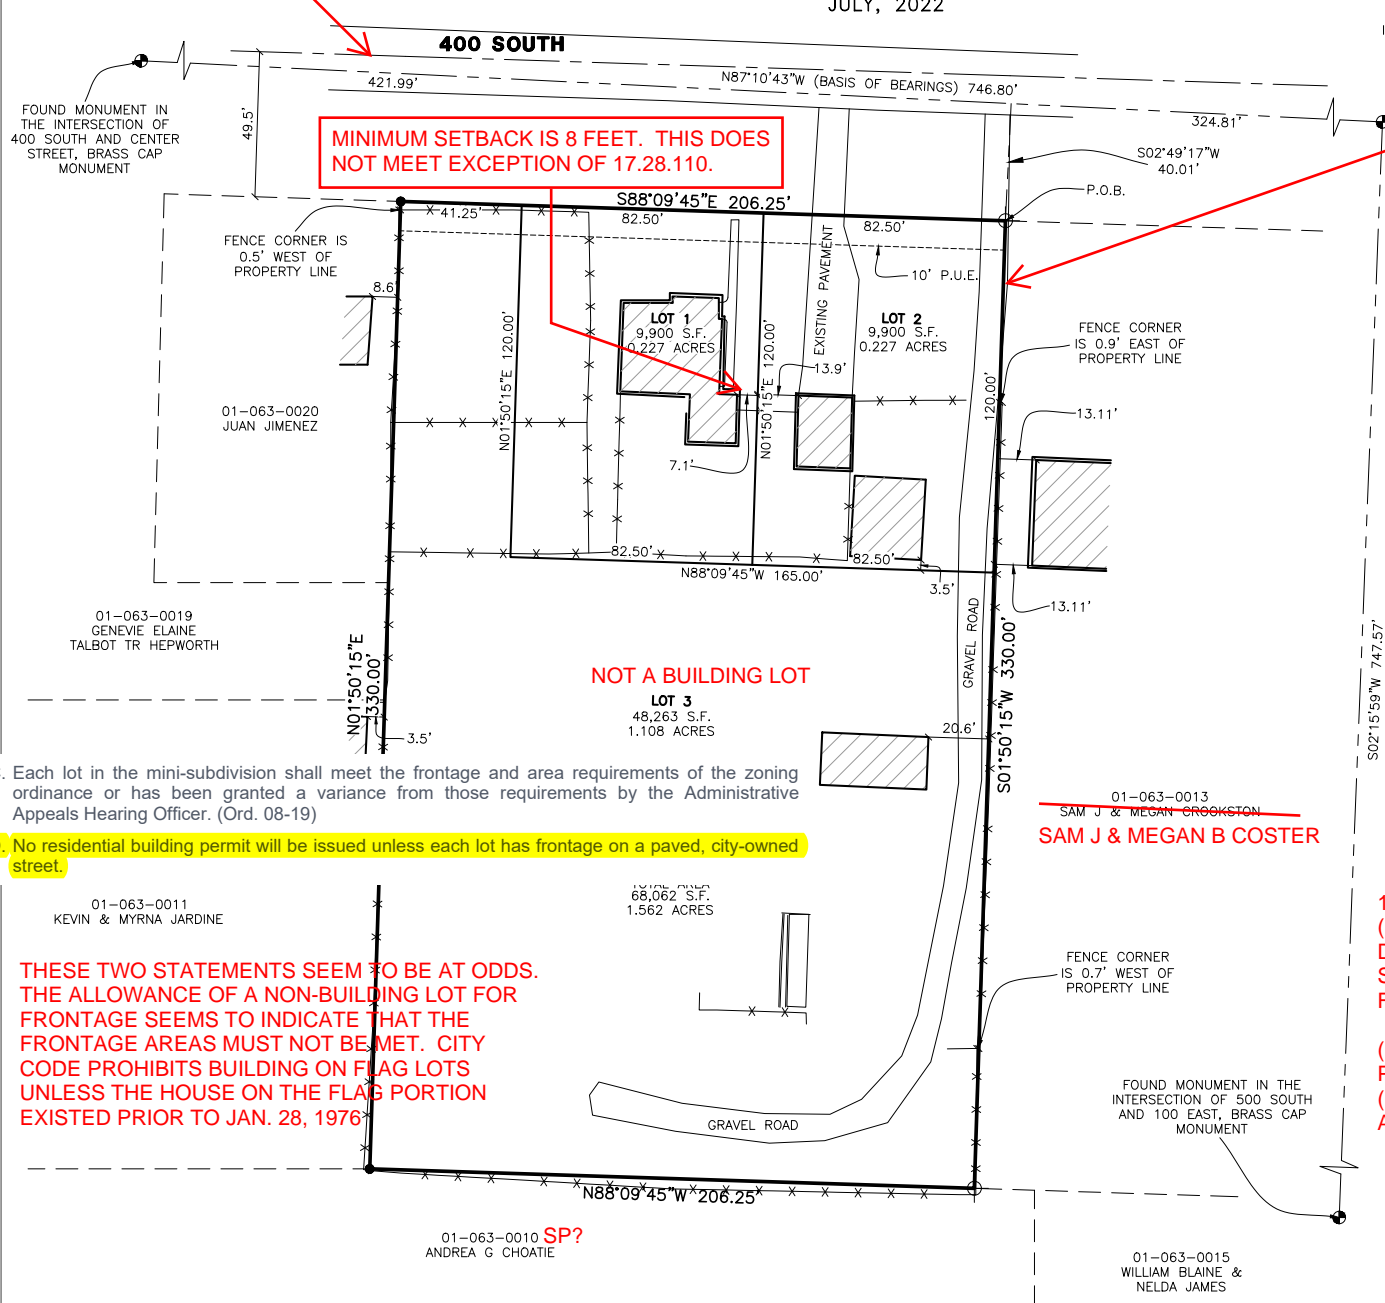 JULY, 2022
400 SOUTH
421.99'
N87°10'43"W (BASIS OF BEARINGS) 746.80'
324.81'
49.5'
FOUND MONUMENT IN
THE INTERSECTION OF
400 SOUTH AND CENTER
STREET, BRASS CAP
MONUMENT
MINIMUM SETBACK IS 8 FEET. THIS DOES
NOT MEET EXCEPTION OF 17.28.110.
S02°49'17"W
40.01'
P.O.B.
S88°09'45"E 206.25'
41.25'
82.50'
82.50'
FENCE CORNER IS
0.5' WEST OF
PROPERTY LINE
10' P.U.E.
EXISTING PAVEMENT
8.6'
LOT 1
9,900 S.F.
0.227 ACRES
LOT 2
9,900 S.F.
0.227 ACRES
N01°50'15"E 120.00'
N01°50'15"E 120.00'
120.00'
FENCE CORNER
IS 0.9' EAST OF
PROPERTY LINE
13.9'
13.11'
01-063-0020
JUAN JIMENEZ
7.1'
82.50'
82.50'
N88°09'45"W 165.00'
3.5'
13.11'
01-063-0019
GENEVIE ELAINE
TALBOT TR HEPWORTH
GRAVEL ROAD
N01°50'15"E
330.00'
S01°50'15"W 330.00'
S02°15'59"W 747.57'
NOT A BUILDING LOT
LOT 3
48,263 S.F.
1.108 ACRES
3.5'
20.6'
. Each lot in the mini-subdivision shall meet the frontage and area requirements of the zoning
ordinance or has been granted a variance from those requirements by the Administrative
Appeals Hearing Officer. (Ord. 08-19)
. No residential building permit will be issued unless each lot has frontage on a paved, city-owned
street.
01-063-0013
SAM J & MEGAN CROOKSTON
SAM J & MEGAN B COSTER
TOTAL AREA
68,062 S.F.
1.562 ACRES
01-063-0011
KEVIN & MYRNA JARDINE
THESE TWO STATEMENTS SEEM TO BE AT ODDS.
THE ALLOWANCE OF A NON-BUILDING LOT FOR
FRONTAGE SEEMS TO INDICATE THAT THE
FRONTAGE AREAS MUST NOT BE MET. CITY
CODE PROHIBITS BUILDING ON FLAG LOTS
UNLESS THE HOUSE ON THE FLAG PORTION
EXISTED PRIOR TO JAN. 28, 1976
FENCE CORNER
IS 0.7' WEST OF
PROPERTY LINE
FOUND MONUMENT IN THE
INTERSECTION OF 500 SOUTH
AND 100 EAST, BRASS CAP
MONUMENT
GRAVEL ROAD
N88°09'45"W 206.25'
01-063-0010 SP?
ANDREA G CHOATIE
01-063-0015
WILLIAM BLAINE &
NELDA JAMES